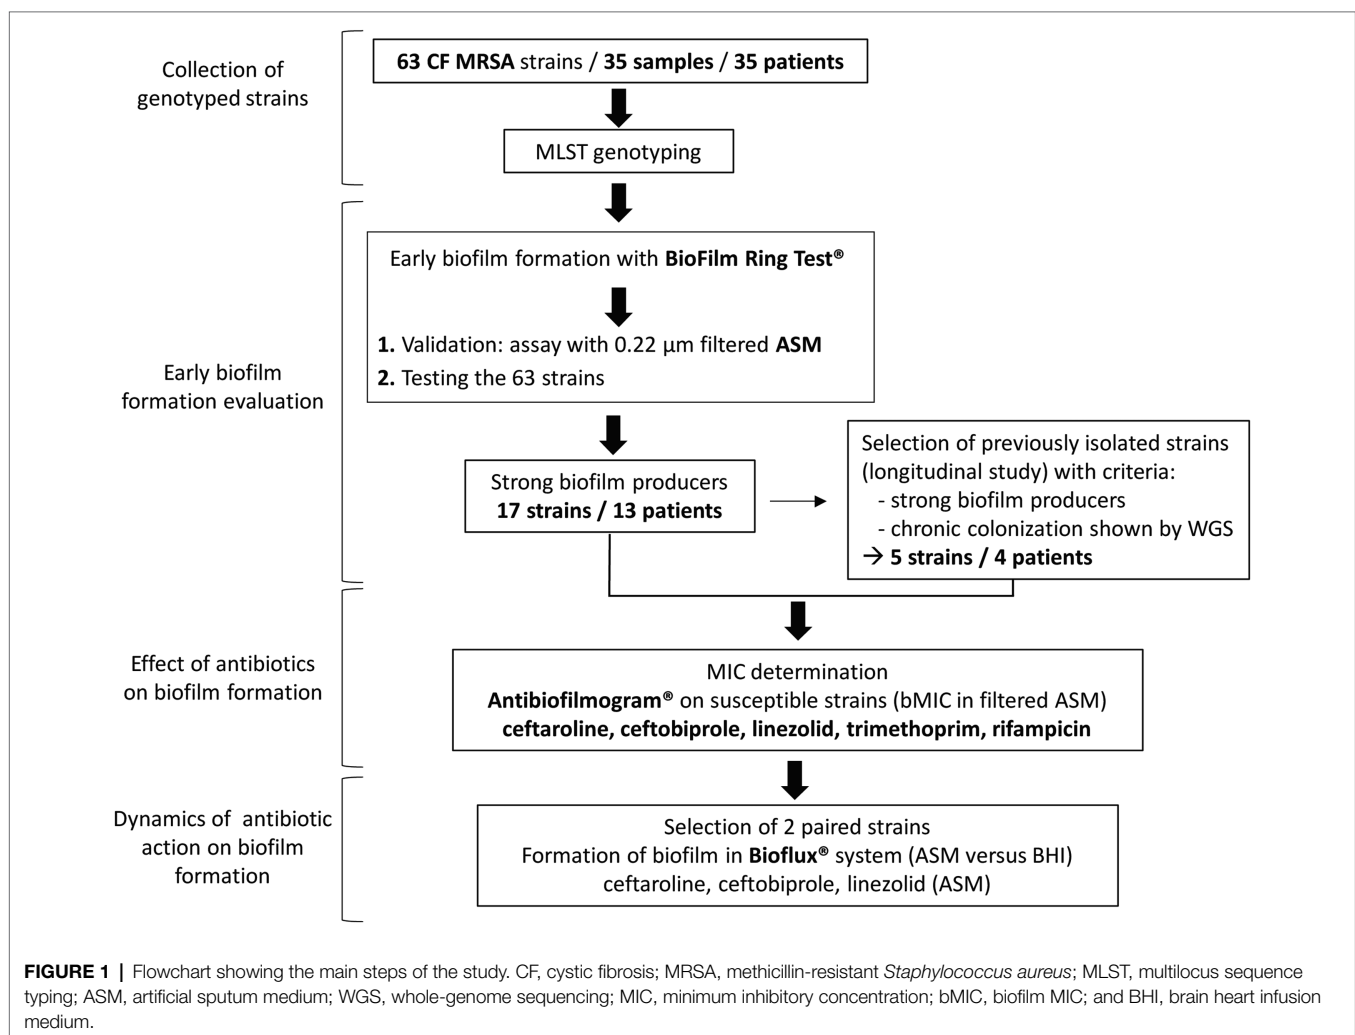 Collection of
genotyped strains
63 CF MRSA strains / 35 samples / 35 patients
MLST genotyping
Early biofilm
formation evaluation
Early biofilm formation with BioFilm Ring Test®
1. Validation: assay with 0.22 µm filtered ASM
2. Testing the 63 strains
Strong biofilm producers
17 strains / 13 patients
Selection of previously isolated strains
(longitudinal study) with criteria:
- strong biofilm producers
- chronic colonization shown by WGS
→ 5 strains / 4 patients
Effect of antibiotics
on biofilm formation
MIC determination
Antibiofilmogram® on susceptible strains (bMIC in filtered ASM)
ceftaroline, ceftobiprole, linezolid, trimethoprim, rifampicin
Dynamics of antibiotic
action on biofilm
formation
Selection of 2 paired strains
Formation of biofilm in Bioflux® system (ASM versus BHI)
ceftaroline, ceftobiprole, linezolid (ASM)
FIGURE 1 | Flowchart showing the main steps of the study. CF, cystic fibrosis; MRSA, methicillin-resistant Staphylococcus aureus; MLST, multilocus sequence
typing; ASM, artificial sputum medium; WGS, whole-genome sequencing; MIC, minimum inhibitory concentration; bMIC, biofilm MIC; and BHI, brain heart infusion
medium.